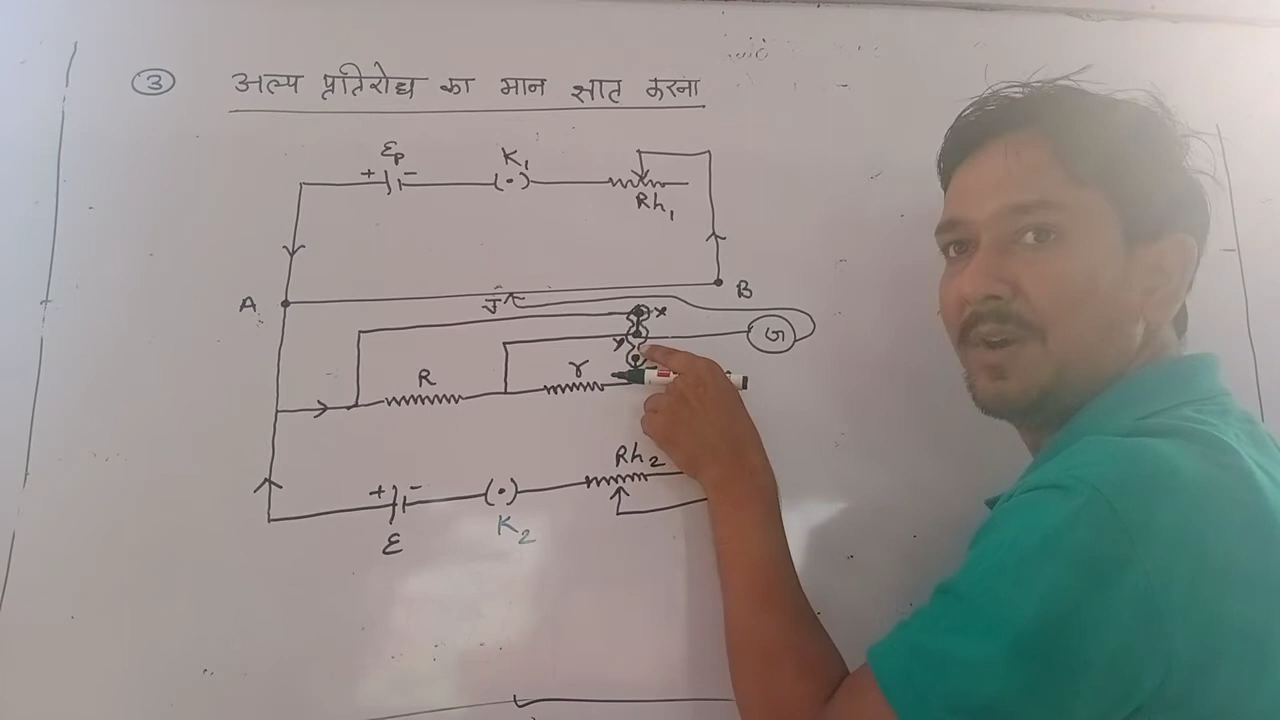 ③ अल्प प्रतिरोध का मान ज्ञात करना
Ep K₁
+ -
Rh₁
A B
J x
y G
R r
Rh₂
+ -
E K₂